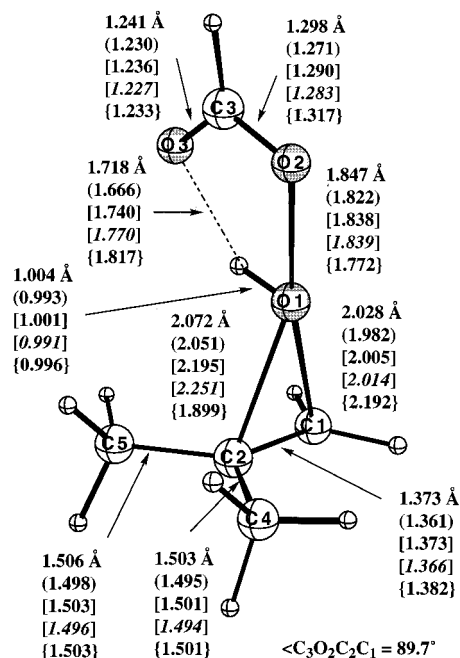 1.241 Å
(1.230)
[1.236]
[1.227]
{1.233}
1.298 Å
(1.271)
[1.290]
[1.283]
{1.317}
C3
O3
O2
1.718 Å
(1.666)
[1.740]
[1.770]
{1.817}
1.847 Å
(1.822)
[1.838]
[1.839]
{1.772}
1.004 Å
(0.993)
[1.001]
[0.991]
{0.996}
O1
2.072 Å
(2.051)
[2.195]
[2.251]
{1.899}
2.028 Å
(1.982)
[2.005]
[2.014]
{2.192}
C5
C2
C1
C4
1.373 Å
(1.361)
[1.373]
[1.366]
{1.382}
1.506 Å
(1.498)
[1.503]
[1.496]
{1.503}
1.503 Å
(1.495)
[1.501]
[1.494]
{1.501}
<C₃O₂C₂C₁ = 89.7°